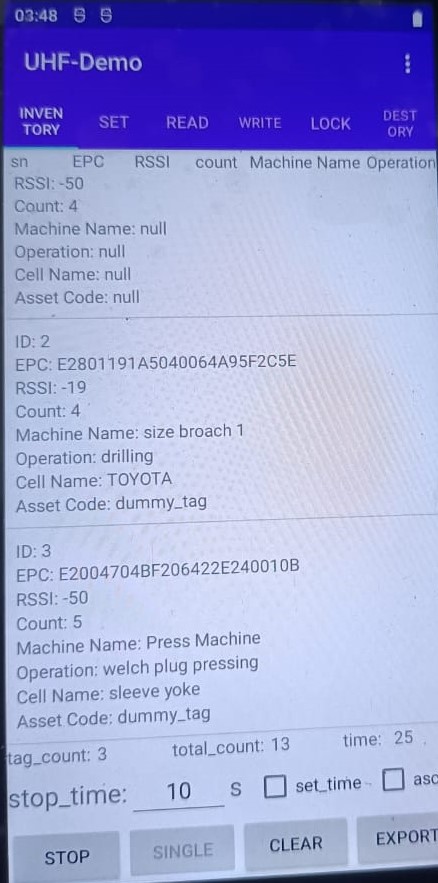 03:48
UHF-Demo
INVEN
TORY
SET
READ
WRITE
LOCK
DEST
ORY
sn EPC RSSI count Machine Name Operation
RSSI: -50
Count: 4
Machine Name: null
Operation: null
Cell Name: null
Asset Code: null
ID: 2
EPC: E2801191A5040064A95F2C5E
RSSI: -19
Count: 4
Machine Name: size broach 1
Operation: drilling
Cell Name: TOYOTA
Asset Code: dummy_tag
ID: 3
EPC: E2004704BF206422E240010B
RSSI: -50
Count: 5
Machine Name: Press Machine
Operation: welch plug pressing
Cell Name: sleeve yoke
Asset Code: dummy_tag
tag_count: 3 total_count: 13 time: 25
stop_time: 10 S set_time asc
STOP SINGLE CLEAR EXPORT